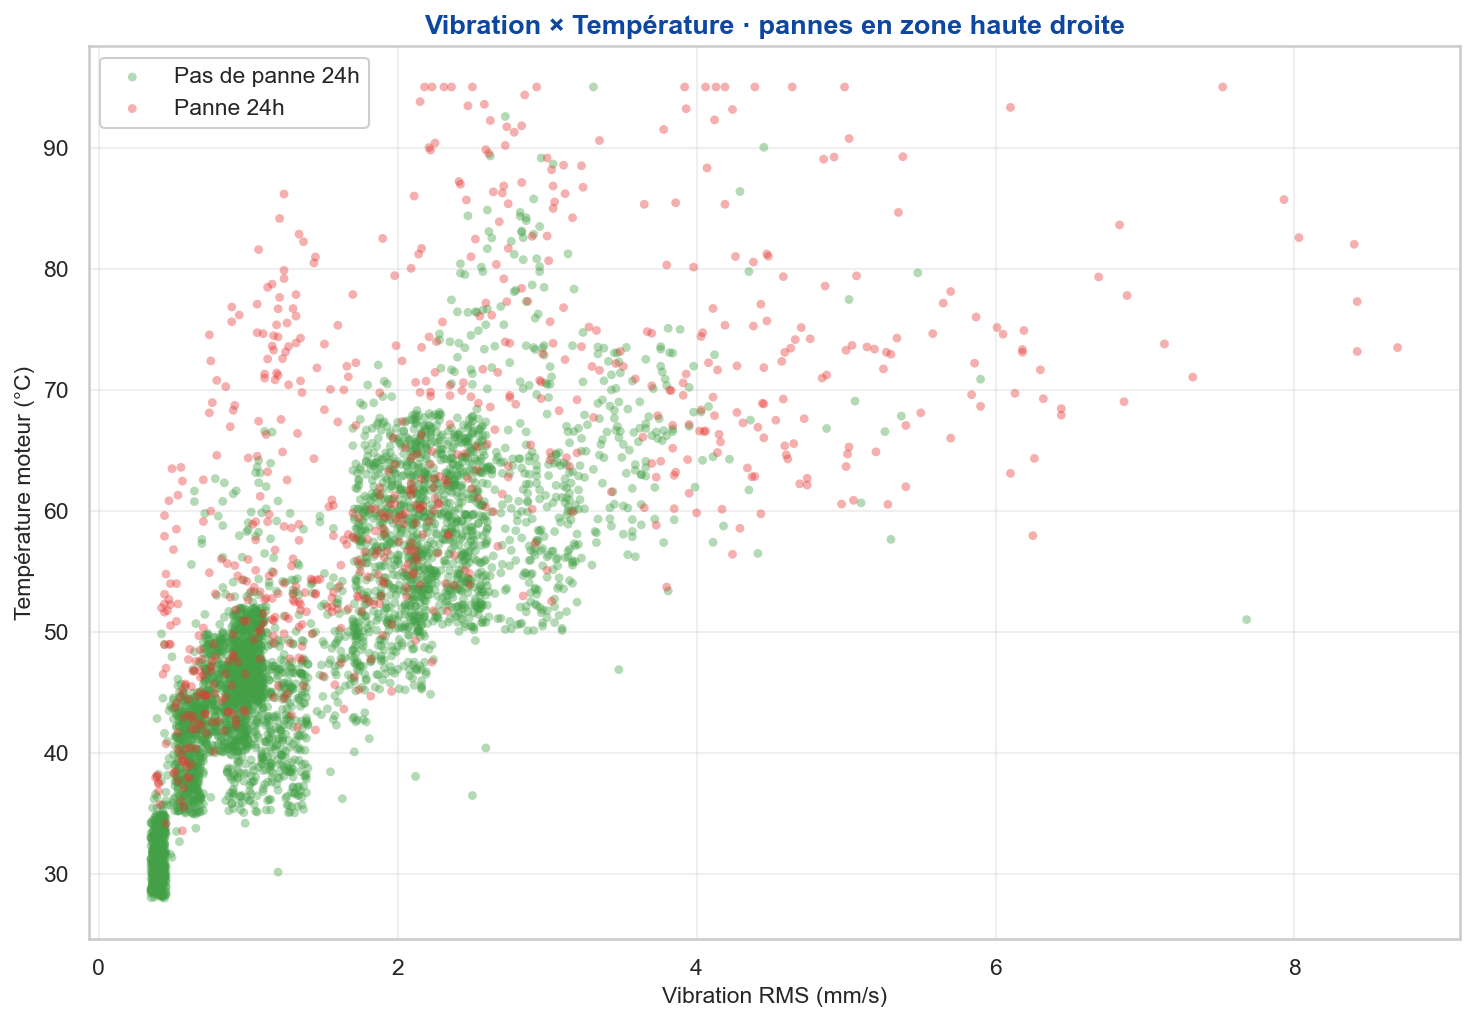 Vibration × Température · pannes en zone haute droite
Pas de panne 24h
Panne 24h
90
80
70
60
50
40
30
Température moteur (°C)
0
2
4
6
8
Vibration RMS (mm/s)